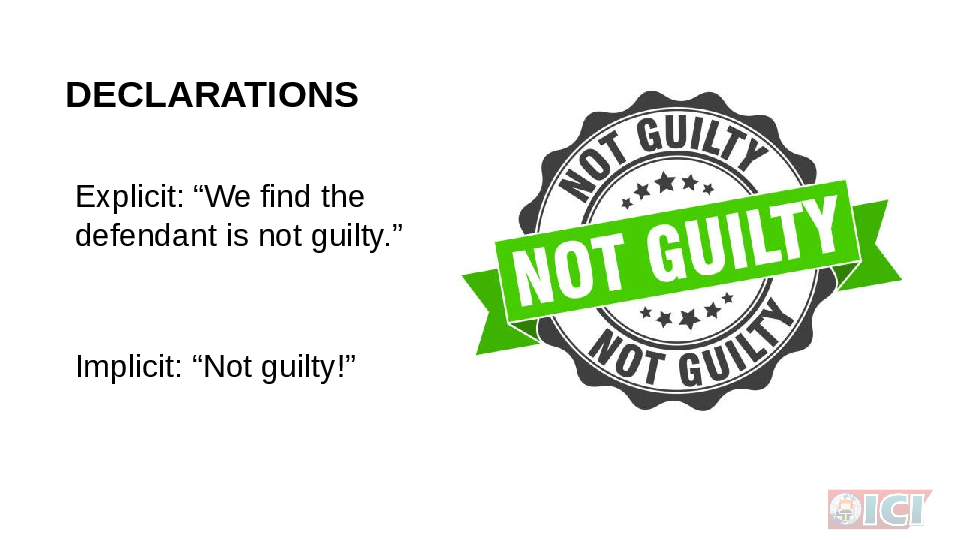 DECLARATIONS
Explicit: “We find the
defendant is not guilty.”
Implicit: “Not guilty!”
NOT GUILTY
NOT GUILTY
NOT GUILTY
ICI